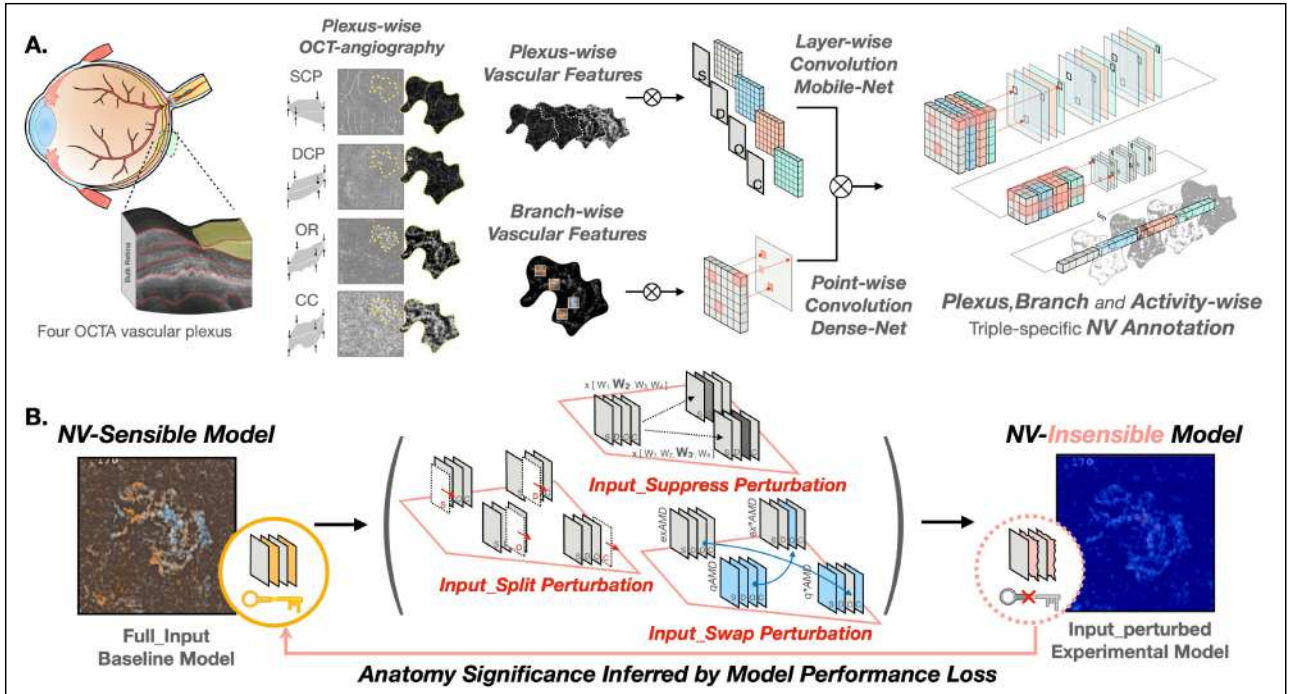 A.
Plexus-wise
OCT-angiography
SCP
DCP
OR
CC
Bulk Retina
Four OCTA vascular plexus
Plexus-wise
Vascular Features
S
D
O
C
Layer-wise
Convolution
Mobile-Net
Branch-wise
Vascular Features
Point-wise
Convolution
Dense-Net
Plexus,Branch and Activity-wise
Triple-specific NV Annotation
B.
NV-Sensible Model
Full_Input
Baseline Model
Input_Suppress Perturbation
Input_Split Perturbation
exAMD
ex*AMD
qAMD
q*AMD
Input_Swap Perturbation
NV-Insensible Model
Input_perturbed
Experimental Model
Anatomy Significance Inferred by Model Performance Loss